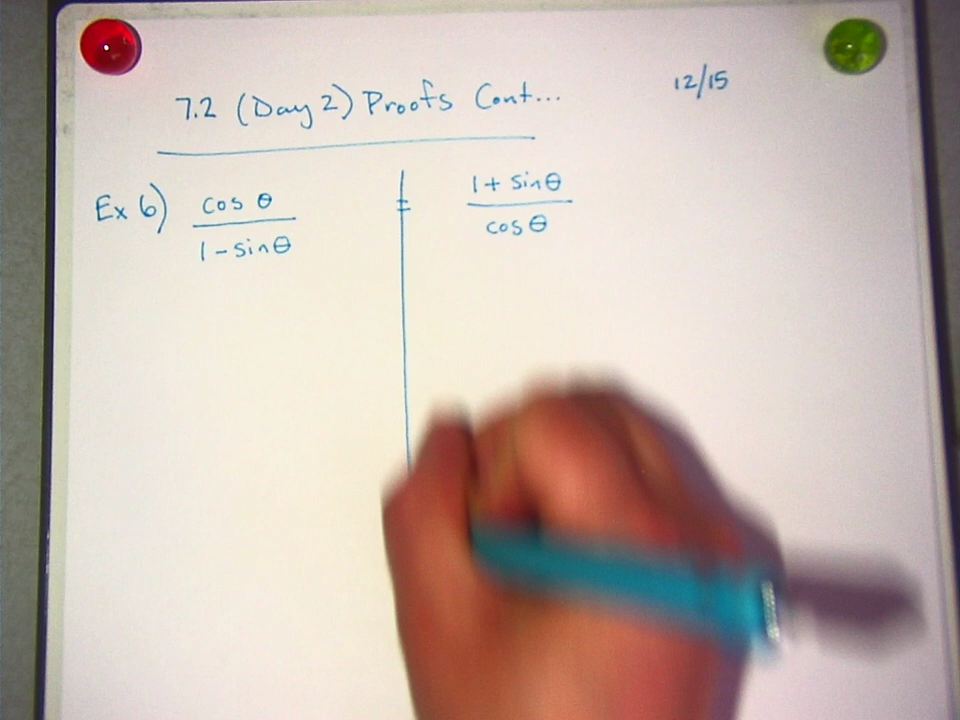 7.2 (Day 2) Proofs Cont... 12/15
Ex 6) cos θ / 1 - sin θ = 1 + sin θ / cos θ